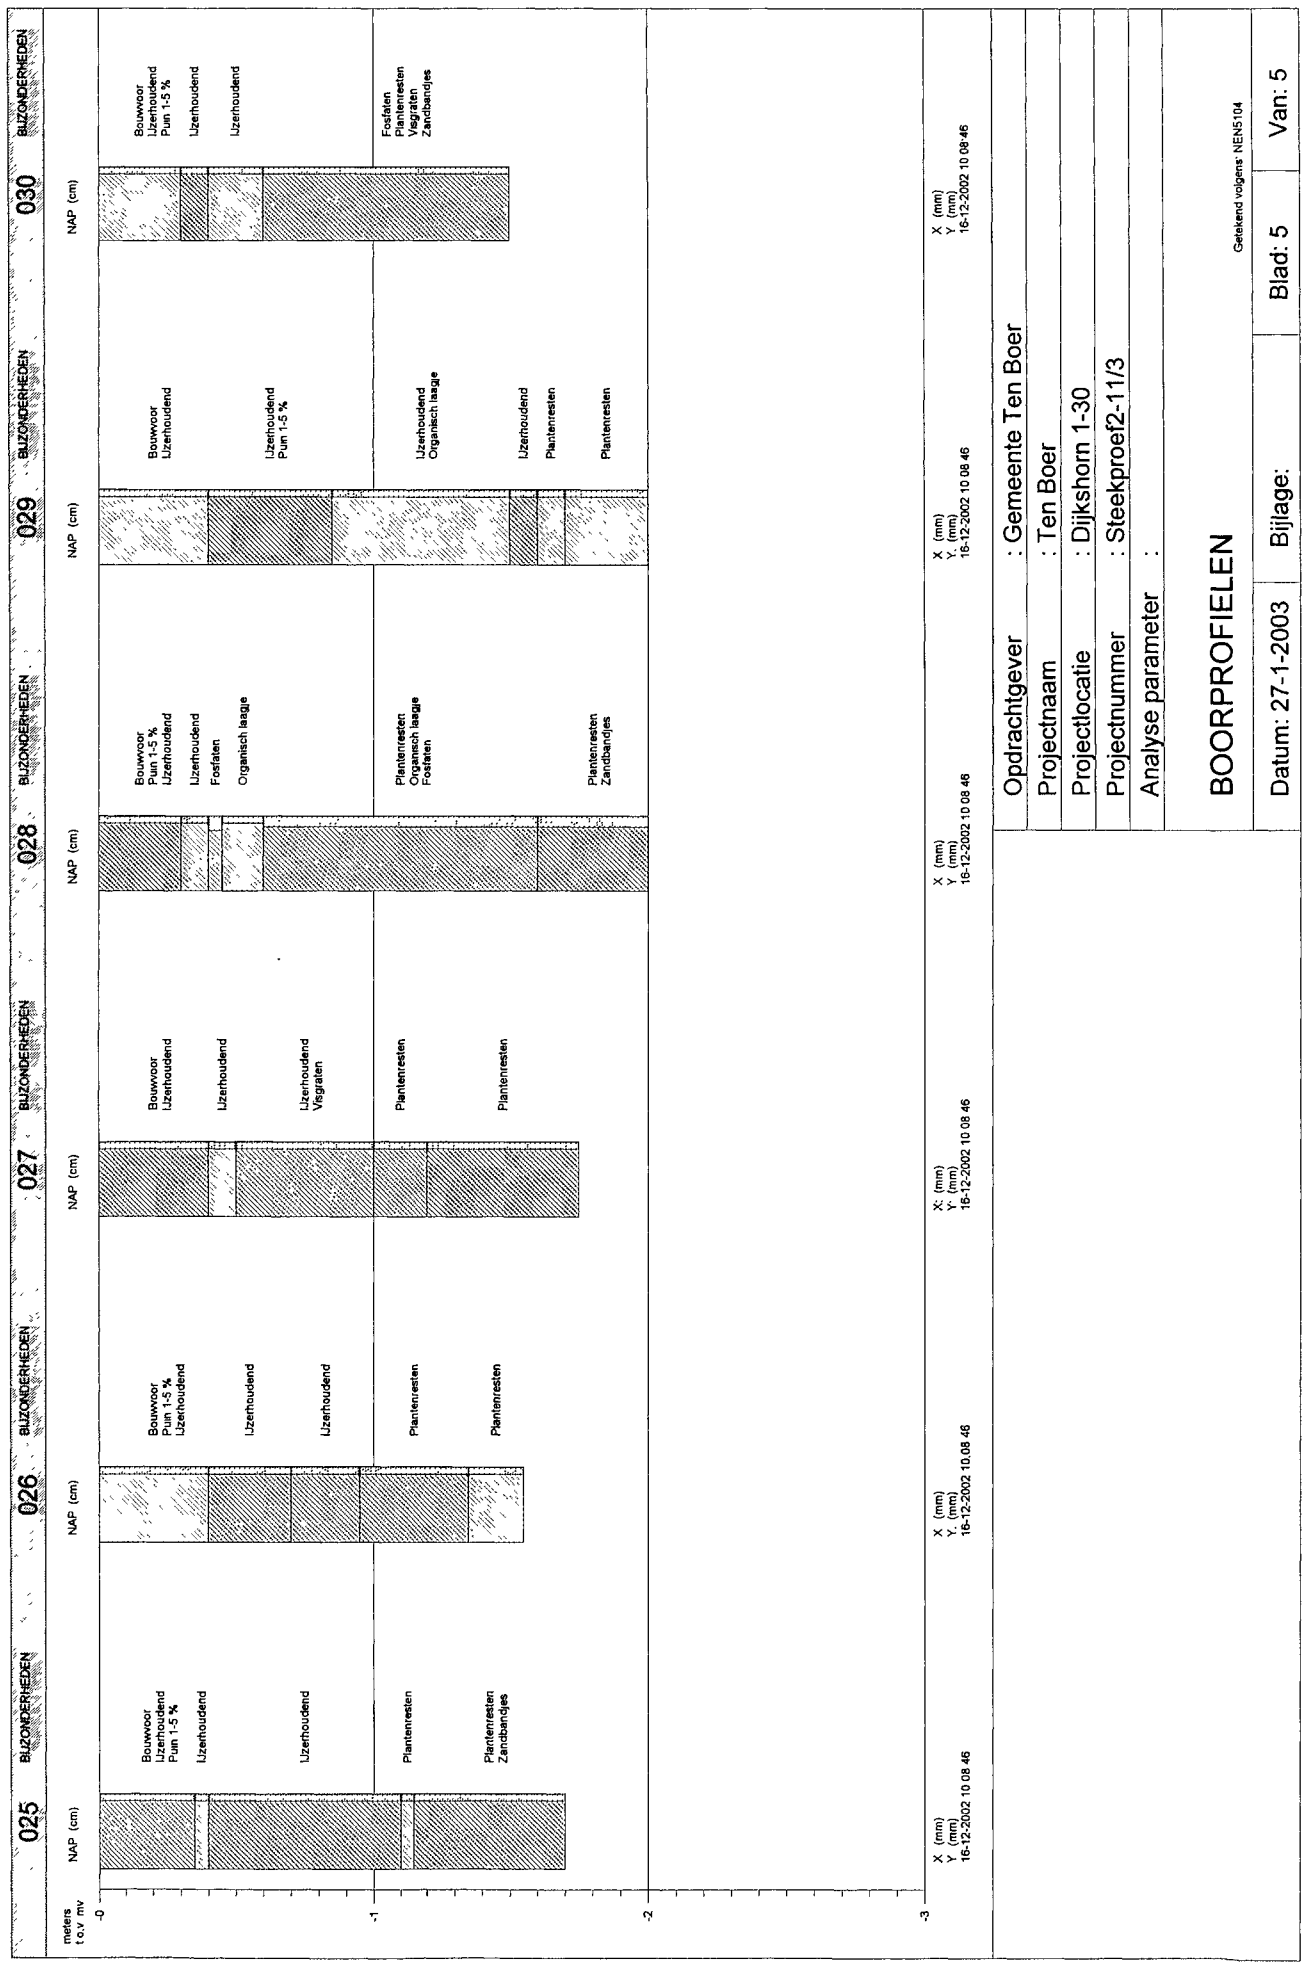 025 BIJZONDERHEDEN 026 BIJZONDERHEDEN 027 BIJZONDERHEDEN 028 BIJZONDERHEDEN 029 BIJZONDERHEDEN 030 BIJZONDERHEDEN
meters
t o.v mv
-0
-1
-2
-3
NAP (cm)
Bouwvoor
IJzerhoudend
Puin 1-5 %
IJzerhoudend
IJzerhoudend
Plantenresten
Plantenresten
Zandbandjes
X (mm)
Y (mm)
16-12-2002 10 08 46
NAP (cm)
Bouwvoor
Puin 1-5 %
IJzerhoudend
IJzerhoudend
IJzerhoudend
Plantenresten
Plantenresten
X (mm)
Y. (mm)
16-12-2002 10.08 46
NAP (cm)
Bouwvoor
IJzerhoudend
IJzerhoudend
IJzerhoudend
Visgraten
Plantenresten
Plantenresten
X: (mm)
Y: (mm)
16-12-2002 10 08 46
NAP (cm)
Bouwvoor
Puin 1-5 %
IJzerhoudend
IJzerhoudend
Fosfaten
Organisch laagje
Plantenresten
Organisch laagje
Fosfaten
Plantenresten
Zandbandjes
X (mm)
Y (mm)
16-12-2002 10 08 46
NAP (cm)
Bouwvoor
IJzerhoudend
IJzerhoudend
Puin 1-5 %
IJzerhoudend
Organisch laagje
IJzerhoudend
Plantenresten
Plantenresten
X (mm)
Y. (mm)
16-12-2002 10 08 46
NAP (cm)
Bouwvoor
IJzerhoudend
Puin 1-5 %
IJzerhoudend
IJzerhoudend
Fosfaten
Plantenresten
Visgraten
Zandbandjes
X (mm)
Y (mm)
16-12-2002 10 08:46
Opdrachtgever : Gemeente Ten Boer
Projectnaam : Ten Boer
Projectlocatie : Dijkshorn 1-30
Projectnummer : Steekproef2-11/3
Analyse parameter :
BOORPROFIELEN
Getekend volgens: NEN5104
Datum: 27-1-2003 Bijlage: Blad: 5 Van: 5